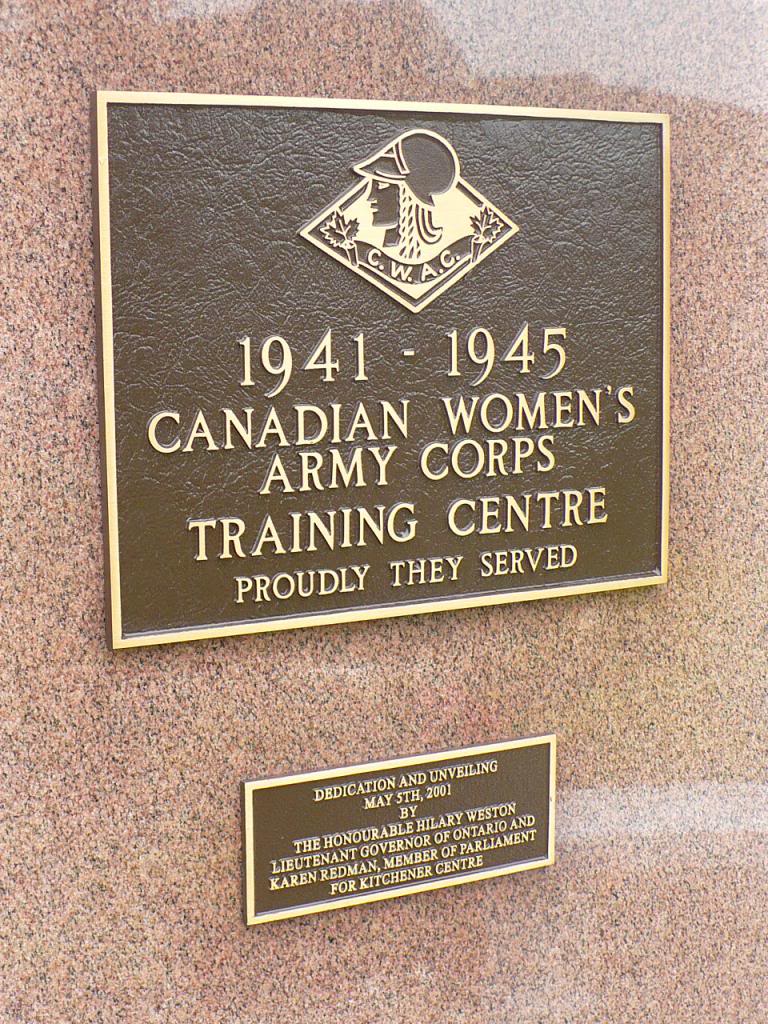 C.W.A.C.
1941 - 1945
CANADIAN WOMEN'S
ARMY CORPS
TRAINING CENTRE
PROUDLY THEY SERVED
DEDICATION AND UNVEILING
MAY 5TH, 2001
BY
THE HONOURABLE HILARY WESTON
LIEUTENANT GOVERNOR OF ONTARIO AND
KAREN REDMAN, MEMBER OF PARLIAMENT
FOR KITCHENER CENTRE